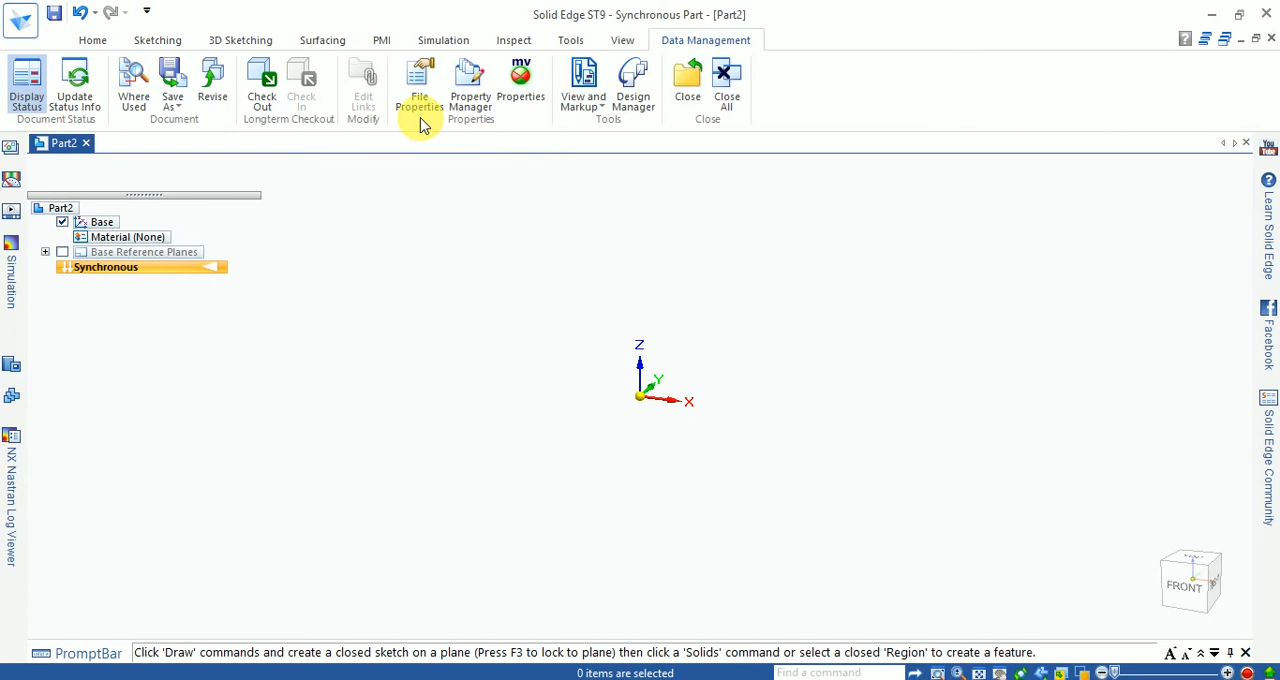 Solid Edge ST9 - Synchronous Part - [Part2]
Home Sketching 3D Sketching Surfacing PMI Simulation Inspect Tools View Data Management
Display Status
Update Status Info
Document Status
Where Used
Save As
Revise
Document
Check Out
Check In
Longterm Checkout
Edit Links
Modify
File Properties
Property Manager
mv
Properties
Properties
View and Markup
Design Manager
Tools
Close
Close All
Close
Part2
You Tube
Part2
Base
Material (None)
Base Reference Planes
Synchronous
Simulation
NX Nastran Log Viewer
Learn Solid Edge
Facebook
Solid Edge Community
Z
Y
X
FRONT
PromptBar
Click 'Draw' commands and create a closed sketch on a plane (Press F3 to lock to plane) then click a 'Solids' command or select a closed 'Region' to create a feature.
0 items are selected
Find a command